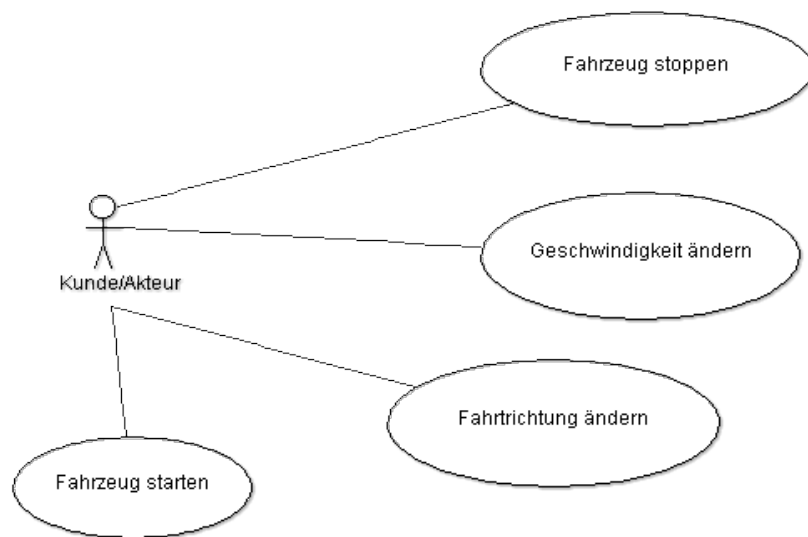 Fahrzeug stoppen
Geschwindigkeit ändern
Kunde/Akteur
Fahrtrichtung ändern
Fahrzeug starten